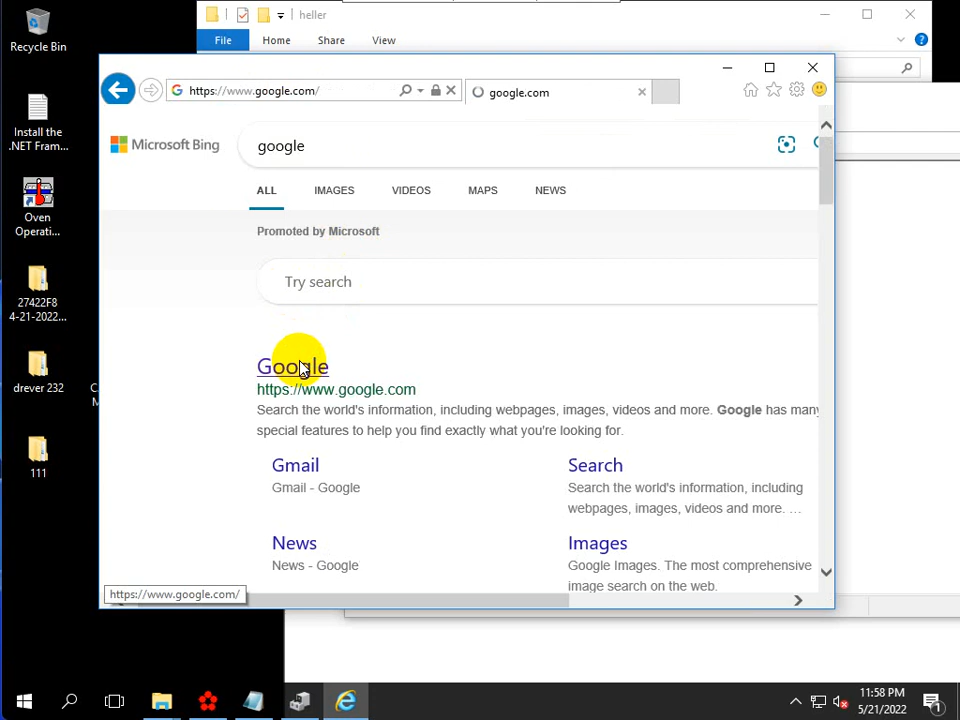 heller
Recycle Bin
File Home Share View
https://www.google.com/
google.com
Install the
.NET Fram...
Microsoft Bing
google
ALL IMAGES VIDEOS MAPS NEWS
Oven
Operati...
Promoted by Microsoft
Try search
27422F8
4-21-2022...
Google
https://www.google.com
drever 232
Search the world's information, including webpages, images, videos and more. Google has many
special features to help you find exactly what you're looking for.
Gmail
Gmail - Google
Search
Search the world's information, including
webpages, images, videos and more. ...
111
News
News - Google
Images
Google Images. The most comprehensive
image search on the web.
https://www.google.com/
11:58 PM
5/21/2022
1